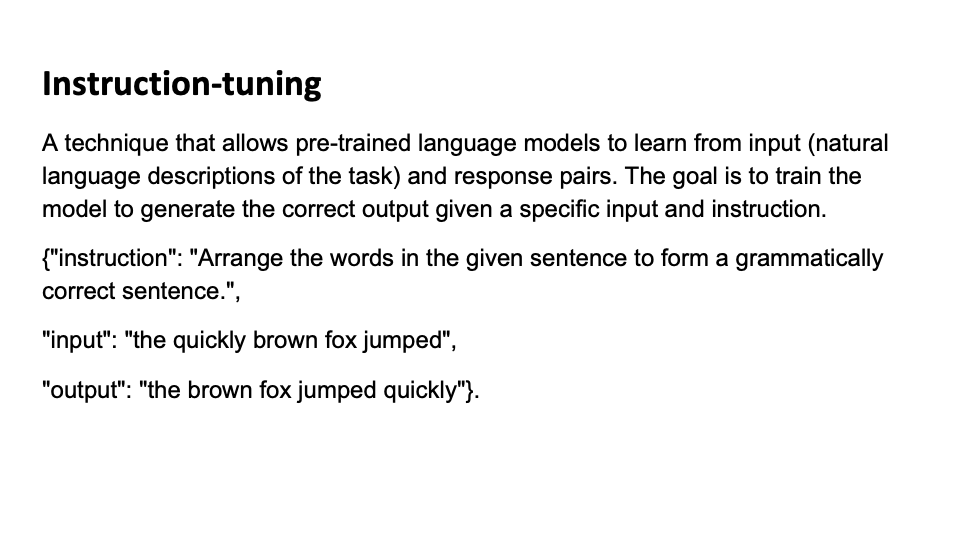 Instruction-tuning
A technique that allows pre-trained language models to learn from input (natural
language descriptions of the task) and response pairs. The goal is to train the
model to generate the correct output given a specific input and instruction.
{"instruction": "Arrange the words in the given sentence to form a grammatically
correct sentence.",
"input": "the quickly brown fox jumped",
"output": "the brown fox jumped quickly"}.